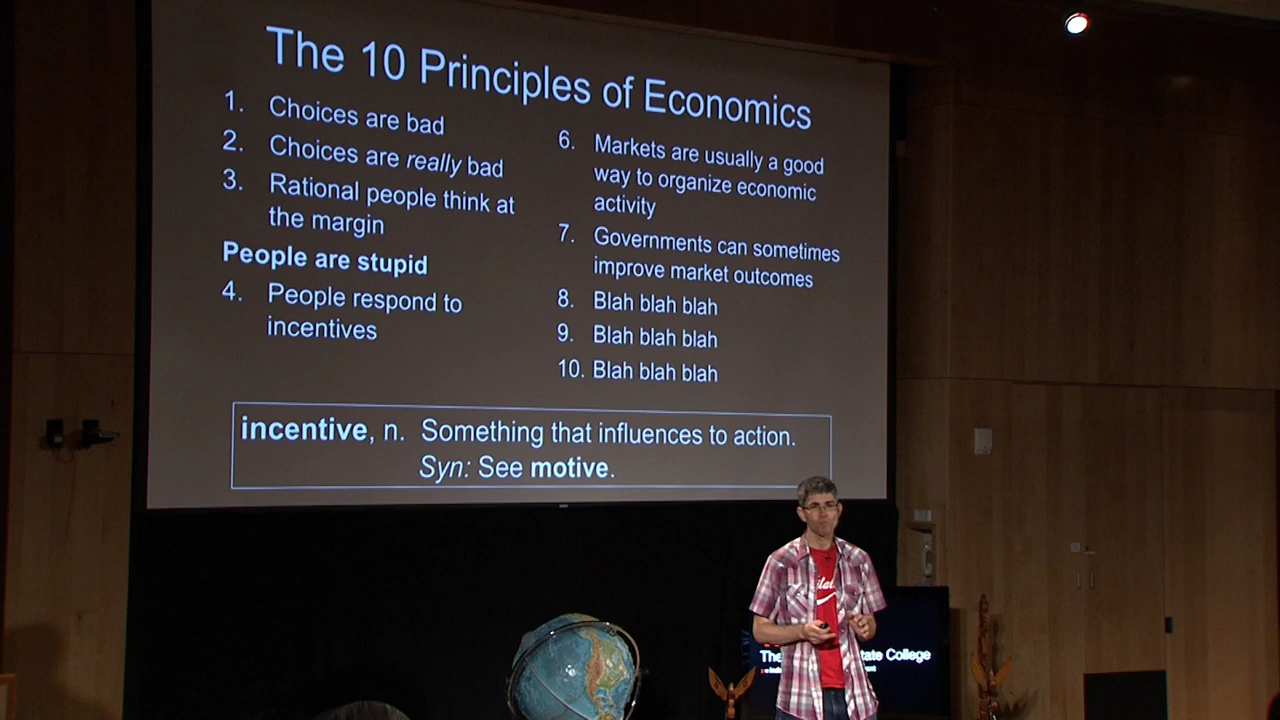 The 10 Principles of Economics
1. Choices are bad
2. Choices are really bad
3. Rational people think at
the margin
People are stupid
4. People respond to
incentives
6. Markets are usually a good
way to organize economic
activity
7. Governments can sometimes
improve market outcomes
8. Blah blah blah
9. Blah blah blah
10. Blah blah blah
incentive, n. Something that influences to action.
Syn: See motive.
The
State College